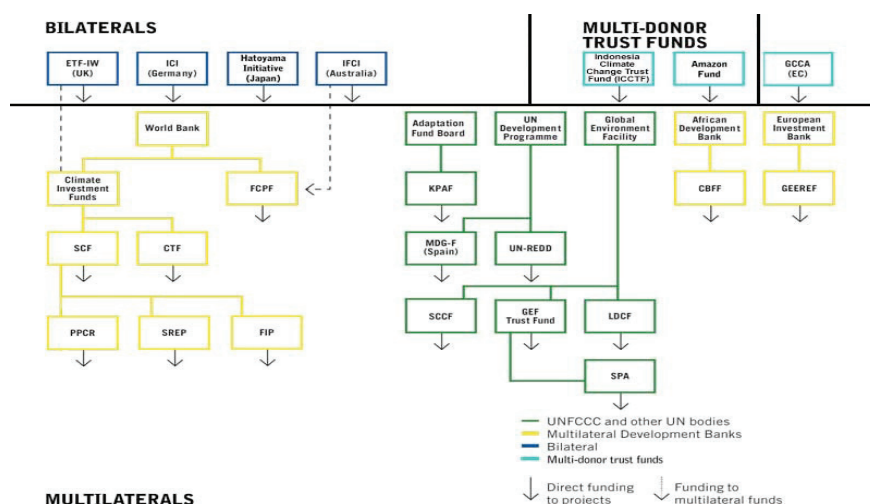 BILATERALS
MULTI-DONOR
TRUST FUNDS
ETF-IW
(UK)
ICI
(Germany)
Hatoyama
Initiative
(Japan)
IFCI
(Australia)
Indonesia
Climate
Change Trust
Fund (ICCTF)
Amazon
Fund
GCCA
(EC)
World Bank
Adaptation
Fund Board
UN
Development
Programme
Global
Environment
Facility
African
Development
Bank
European
Investment
Bank
Climate
Investment
Funds
FCPF
KPAF
CBFF
GEEREF
SCF
CTF
MDG-F
(Spain)
UN-REDD
PPCR
SREP
FIP
SCCF
GEF
Trust Fund
LDCF
SPA
UNFCCC and other UN bodies
Multilateral Development Banks
Bilateral
Multi-donor trust funds
Direct funding
to projects
Funding to
multilateral funds
MULTILATERALS